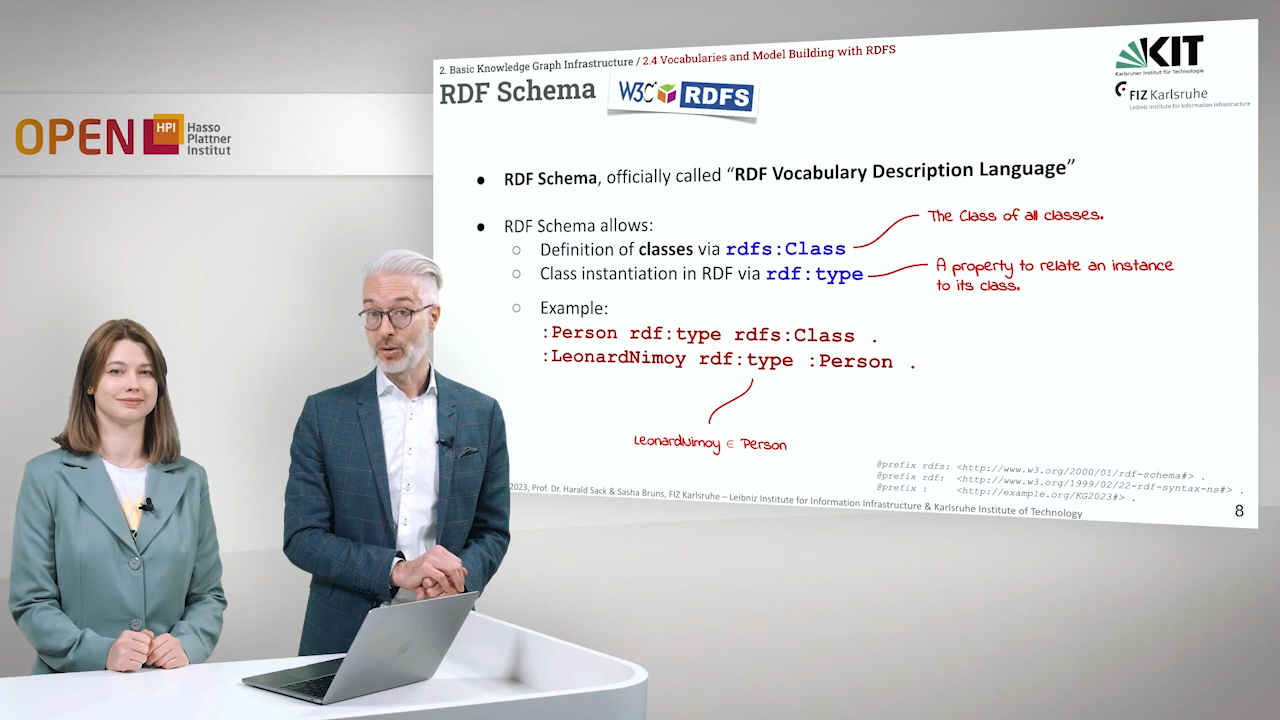 OPEN HPI Hasso
Plattner
Institut
2. Basic Knowledge Graph Infrastructure / 2.4 Vocabularies and Model Building with RDFS
RDF Schema
W3C RDFS
KIT
Karlsruher Institut für Technologie
FIZ Karlsruhe
Leibniz Institute for Information Infrastructure
● RDF Schema, officially called “RDF Vocabulary Description Language”
● RDF Schema allows:
○ Definition of classes via rdfs:Class
The Class of all classes.
○ Class instantiation in RDF via rdf:type
A property to relate an instance
to its class.
○ Example:
:Person rdf:type rdfs:Class .
:LeonardNimoy rdf:type :Person .
LeonardNimoy ∈ Person
@prefix rdfs: <http://www.w3.org/2000/01/rdf-schema#> .
@prefix rdf: <http://www.w3.org/1999/02/22-rdf-syntax-ns#> .
@prefix : <http://example.org/KG2023#> .
2023, Prof. Dr. Harald Sack & Sasha Bruns, FIZ Karlsruhe – Leibniz Institute for Information Infrastructure & Karlsruhe Institute of Technology
8